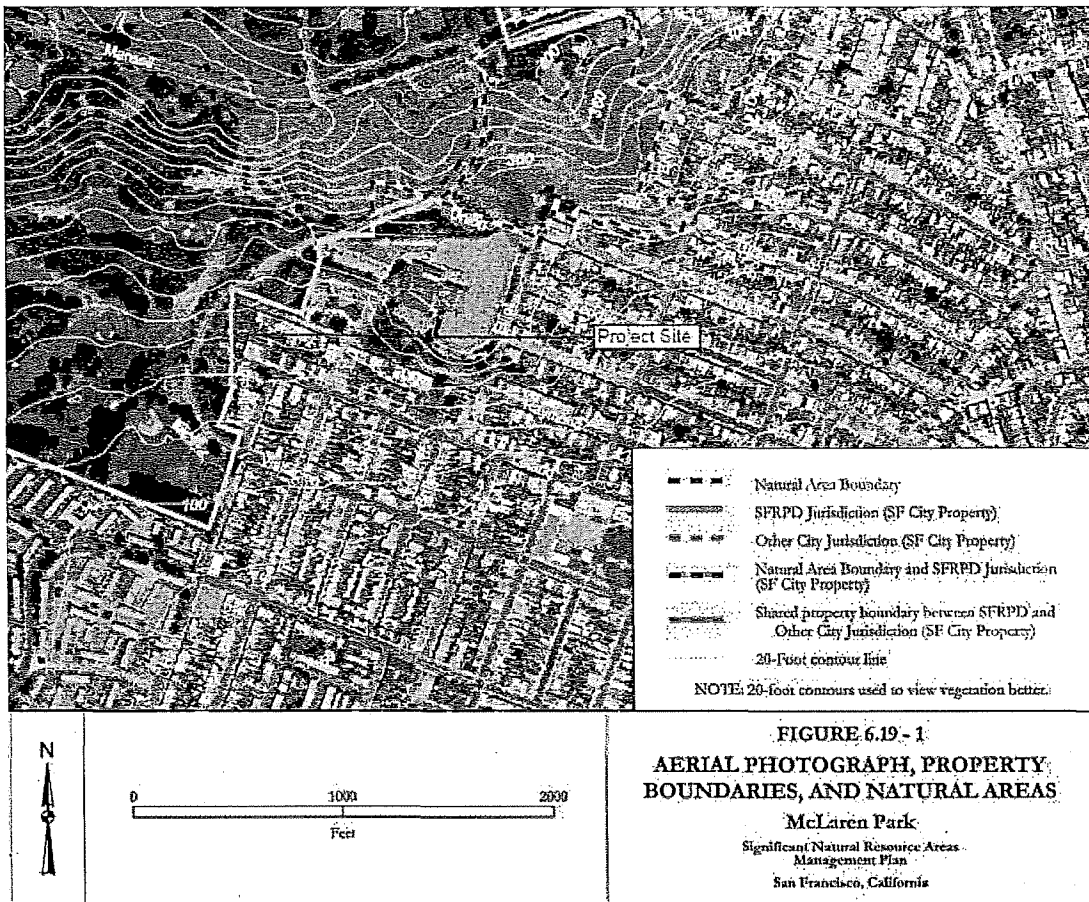 Mansell
300
Project Site
400
Natural Area Boundary
SFRPD Jurisdiction (SF City Property)
Other City Jurisdiction (SF City Property)
Natural Area Boundary and SFRPD Jurisdiction
(SF City Property)
Shared property boundary between SFRPD and
Other City Jurisdiction (SF City Property)
20-Foot contour line
NOTE: 20-foot contours used to view vegetation better.
N
0 1000 2000
Feet
FIGURE 6.19 - 1
AERIAL PHOTOGRAPH, PROPERTY
BOUNDARIES, AND NATURAL AREAS
McLaren Park
Significant Natural Resource Areas
Management Plan
San Francisco, California